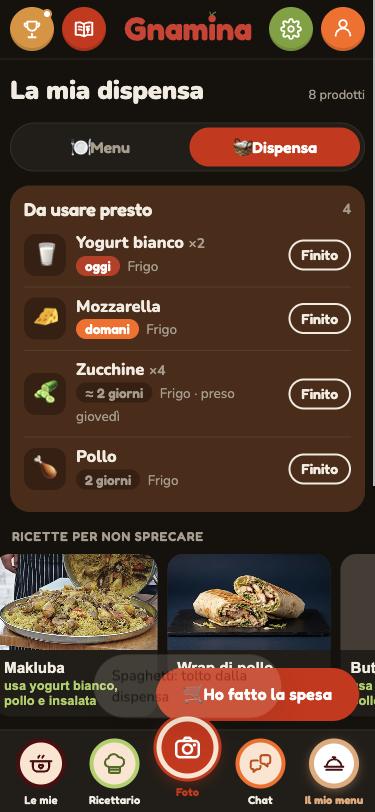 Gnamina
La mia dispensa
8 prodotti
Menu
Dispensa
Da usare presto
4
Yogurt bianco ×2
oggi
Frigo
Finito
Mozzarella
domani
Frigo
Finito
Zucchine ×4
≈ 2 giorni
Frigo · preso
giovedì
Finito
Pollo
2 giorni
Frigo
Finito
RICETTE PER NON SPRECARE
Makluba
usa yogurt bianco,
pollo e insalata
Wrap di pollo
But
usa
pollo
Spaghetti: tolto dalla
dispensa
Ho fatto la spesa
Le mie
Ricettario
Foto
Chat
Il mio menu